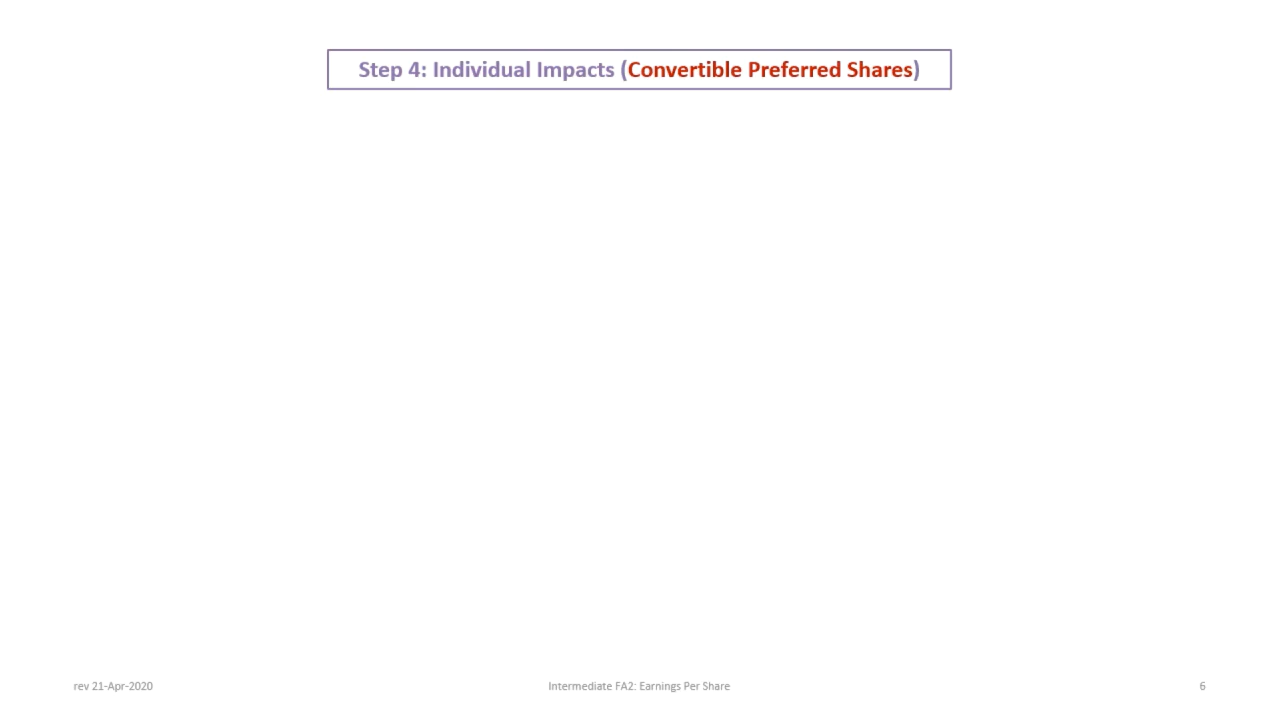 Step 4: Individual Impacts (Convertible Preferred Shares)
rev 21-Apr-2020
Intermediate FA2: Earnings Per Share
6